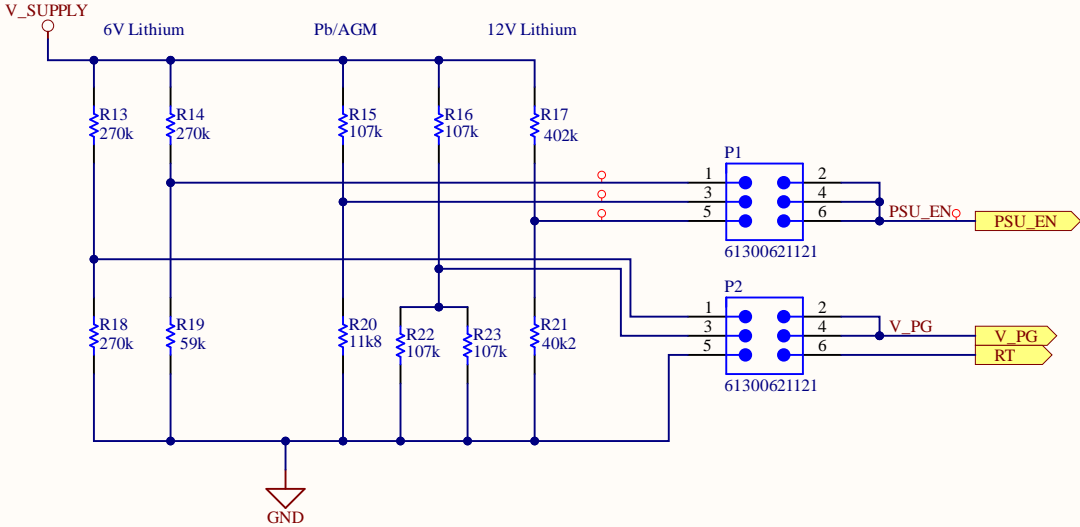 V_SUPPLY
6V Lithium
Pb/AGM
12V Lithium
R13
270k
R14
270k
R15
107k
R16
107k
R17
402k
P1
1
2
3
4
5
6
PSU_EN
PSU_EN
61300621121
P2
1
2
3
4
5
6
V_PG
V_PG
RT
61300621121
R18
270k
R19
59k
R20
11k8
R22
107k
R23
107k
R21
40k2
GND